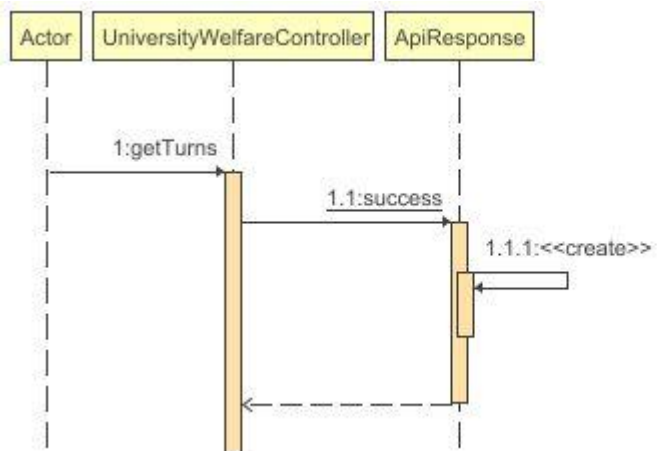 Actor
UniversityWelfareController
ApiResponse
1:getTurns
1.1:success
1.1.1:<<create>>